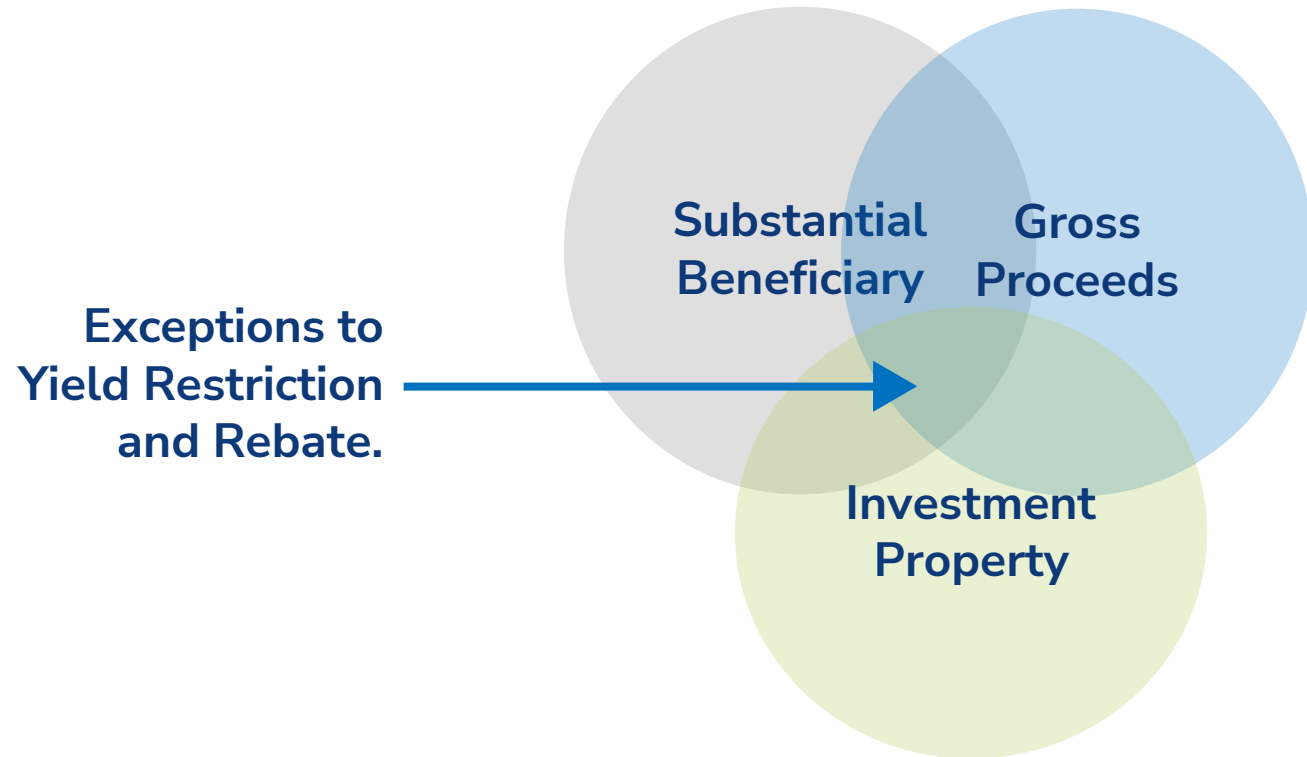 Substantial
Beneficiary
Gross
Proceeds
Exceptions to
Yield Restriction
and Rebate.
Investment
Property